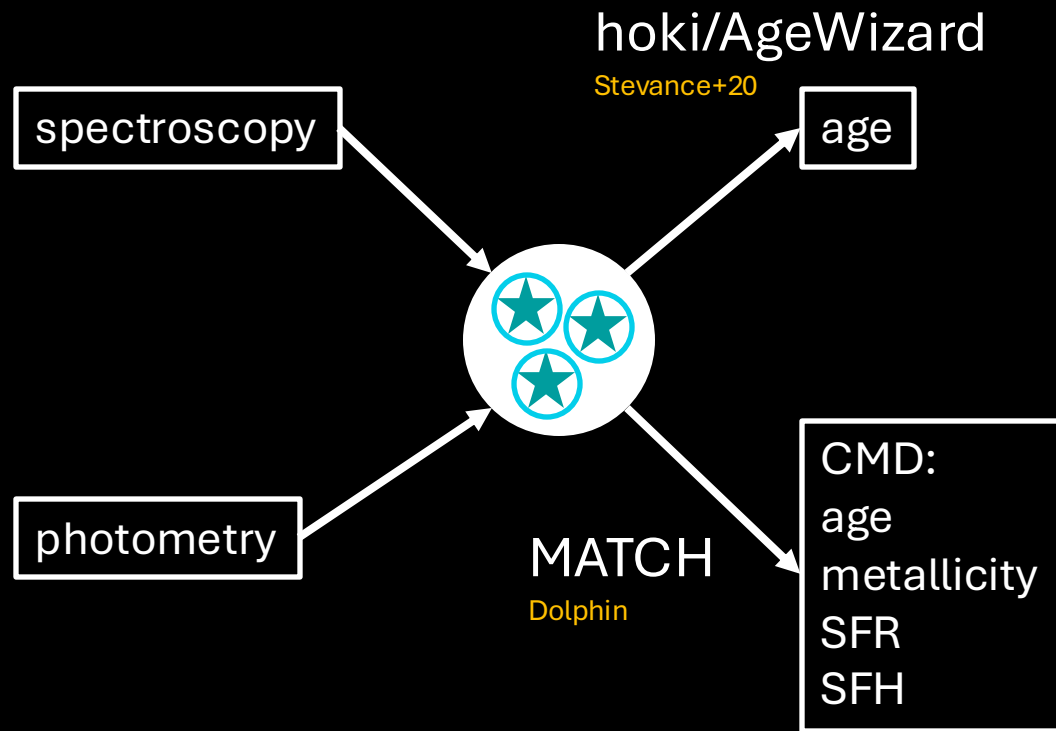 hoki/AgeWizard
Stevance+20
spectroscopy
age
photometry
MATCH
Dolphin
CMD:
age
metallicity
SFR
SFH